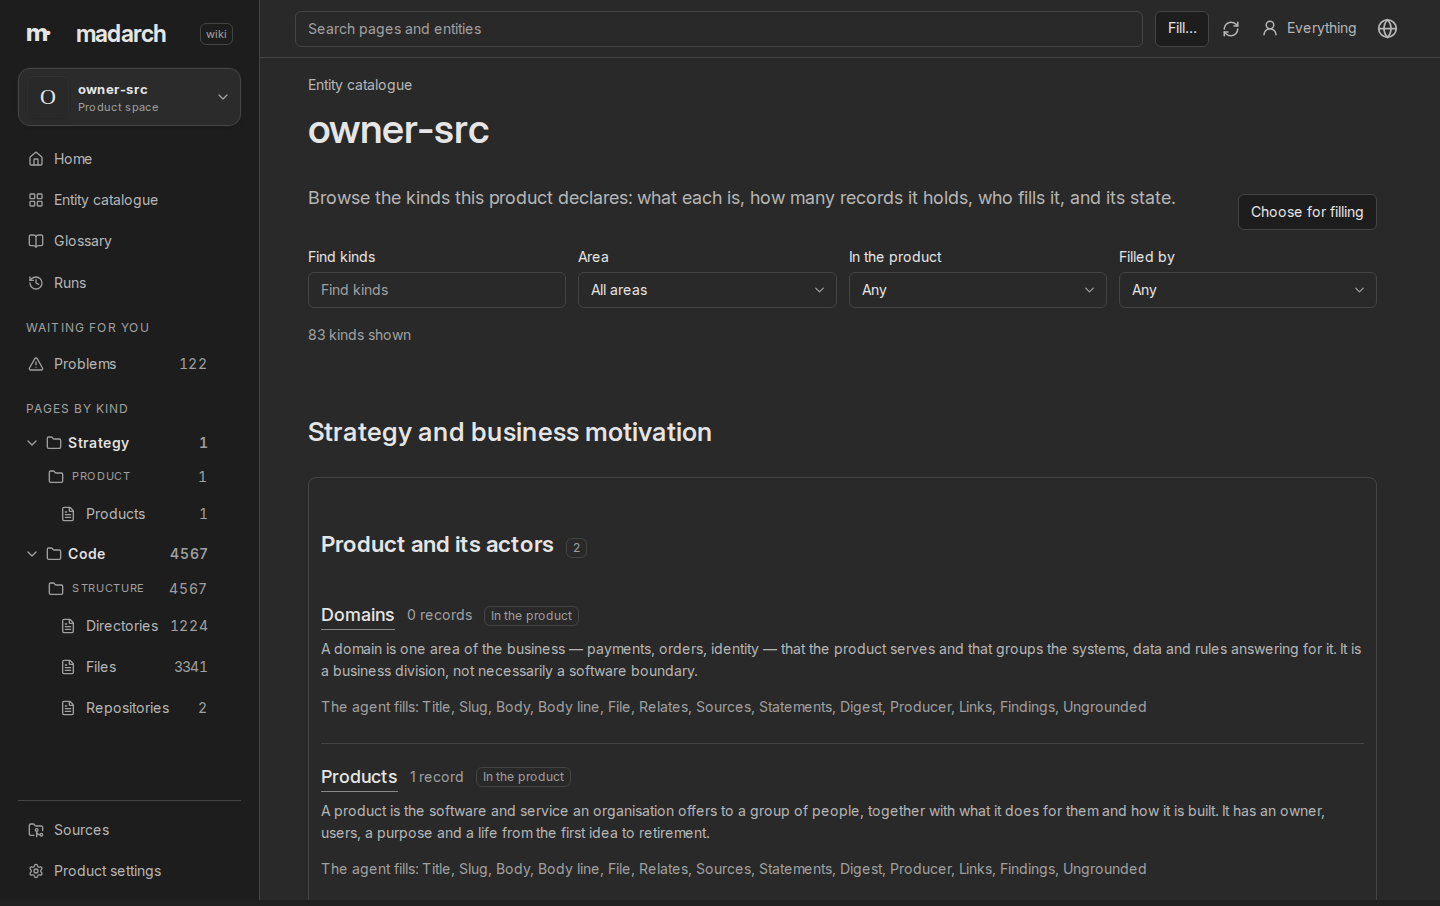 m madarch wiki
O owner-src
Product space
Home
Entity catalogue
Glossary
Runs
WAITING FOR YOU
Problems 122
PAGES BY KIND
Strategy 1
PRODUCT 1
Products 1
Code 4567
STRUCTURE 4567
Directories 1224
Files 3341
Repositories 2
Sources
Product settings
Search pages and entities Fill... Everything
Entity catalogue
owner-src
Browse the kinds this product declares: what each is, how many records it holds, who fills it, and its state.
Choose for filling
Find kinds Area In the product Filled by
Find kinds All areas Any Any
83 kinds shown
Strategy and business motivation
Product and its actors 2
Domains 0 records In the product
A domain is one area of the business — payments, orders, identity — that the product serves and that groups the systems, data and rules answering for it. It is
a business division, not necessarily a software boundary.
The agent fills: Title, Slug, Body, Body line, File, Relates, Sources, Statements, Digest, Producer, Links, Findings, Ungrounded
Products 1 record In the product
A product is the software and service an organisation offers to a group of people, together with what it does for them and how it is built. It has an owner,
users, a purpose and a life from the first idea to retirement.
The agent fills: Title, Slug, Body, Body line, File, Relates, Sources, Statements, Digest, Producer, Links, Findings, Ungrounded